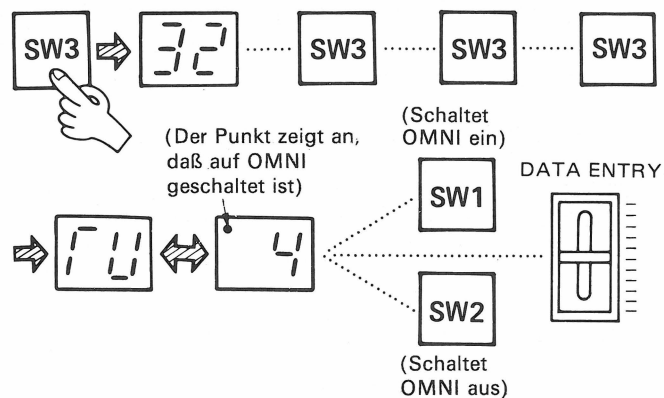 SW3 32 SW3 SW3 SW3
(Der Punkt zeigt an,
daß auf OMNI
geschaltet ist)
(Schaltet
OMNI ein)
SW1
DATA ENTRY
ru 4
SW2
(Schaltet
OMNI aus)